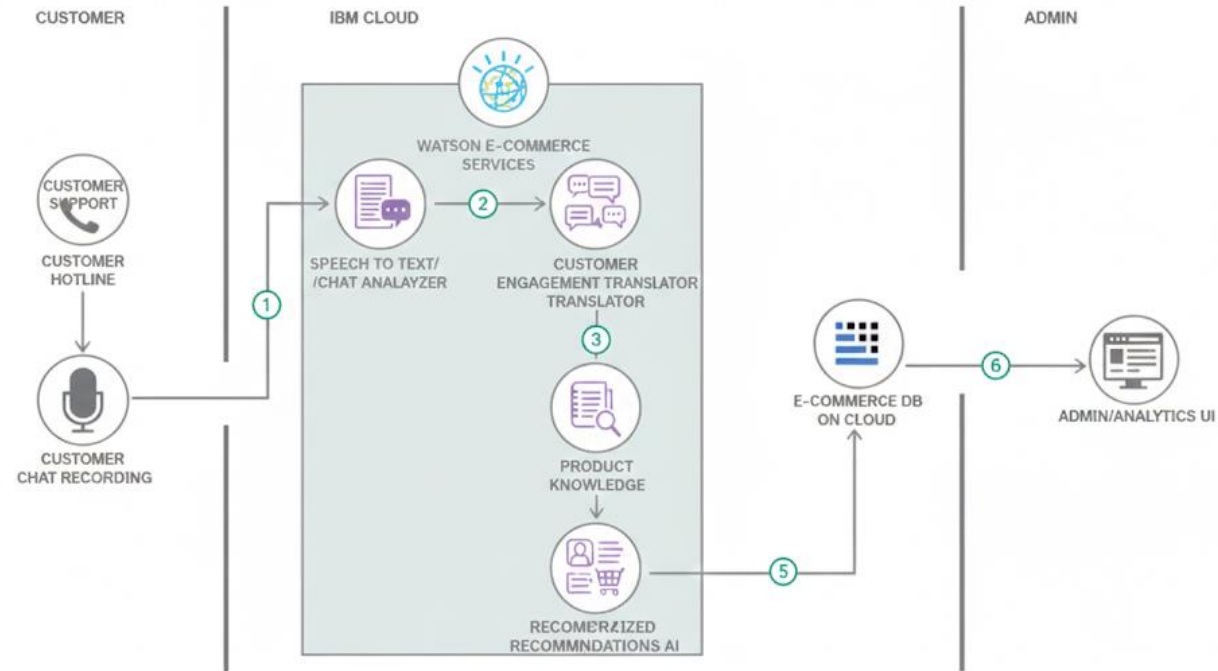 CUSTOMER
IBM CLOUD
ADMIN
WATSON E-COMMERCE
SERVICES
CUSTOMER
SUPPORT
CUSTOMER
HOTLINE
1
CUSTOMER
CHAT RECORDING
SPEECH TO TEXT/
/CHAT ANALAYZER
2
CUSTOMER
ENGAGEMENT TRANSLATOR
TRANSLATOR
3
PRODUCT
KNOWLEDGE
RECOMMNDATIONS AI
5
E-COMMERCE DB
ON CLOUD
6
ADMIN/ANALYTICS UI